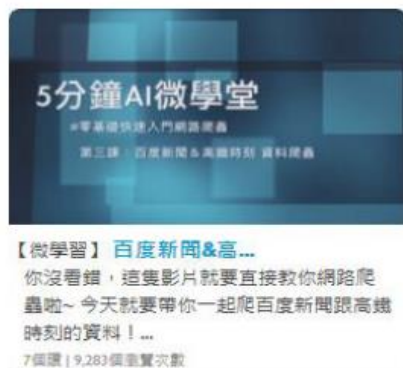 5分鐘AI微學堂
#零基礎快速入門網路爬蟲
第三課：百度新聞&高鐵時刻 資料爬蟲
【微學習】百度新聞&高...
你沒看錯，這隻影片就要直接教你網路爬
蟲啦~ 今天就要帶你一起爬百度新聞跟高鐵
時刻的資料！...
7個讚 | 9,283個瀏覽次數